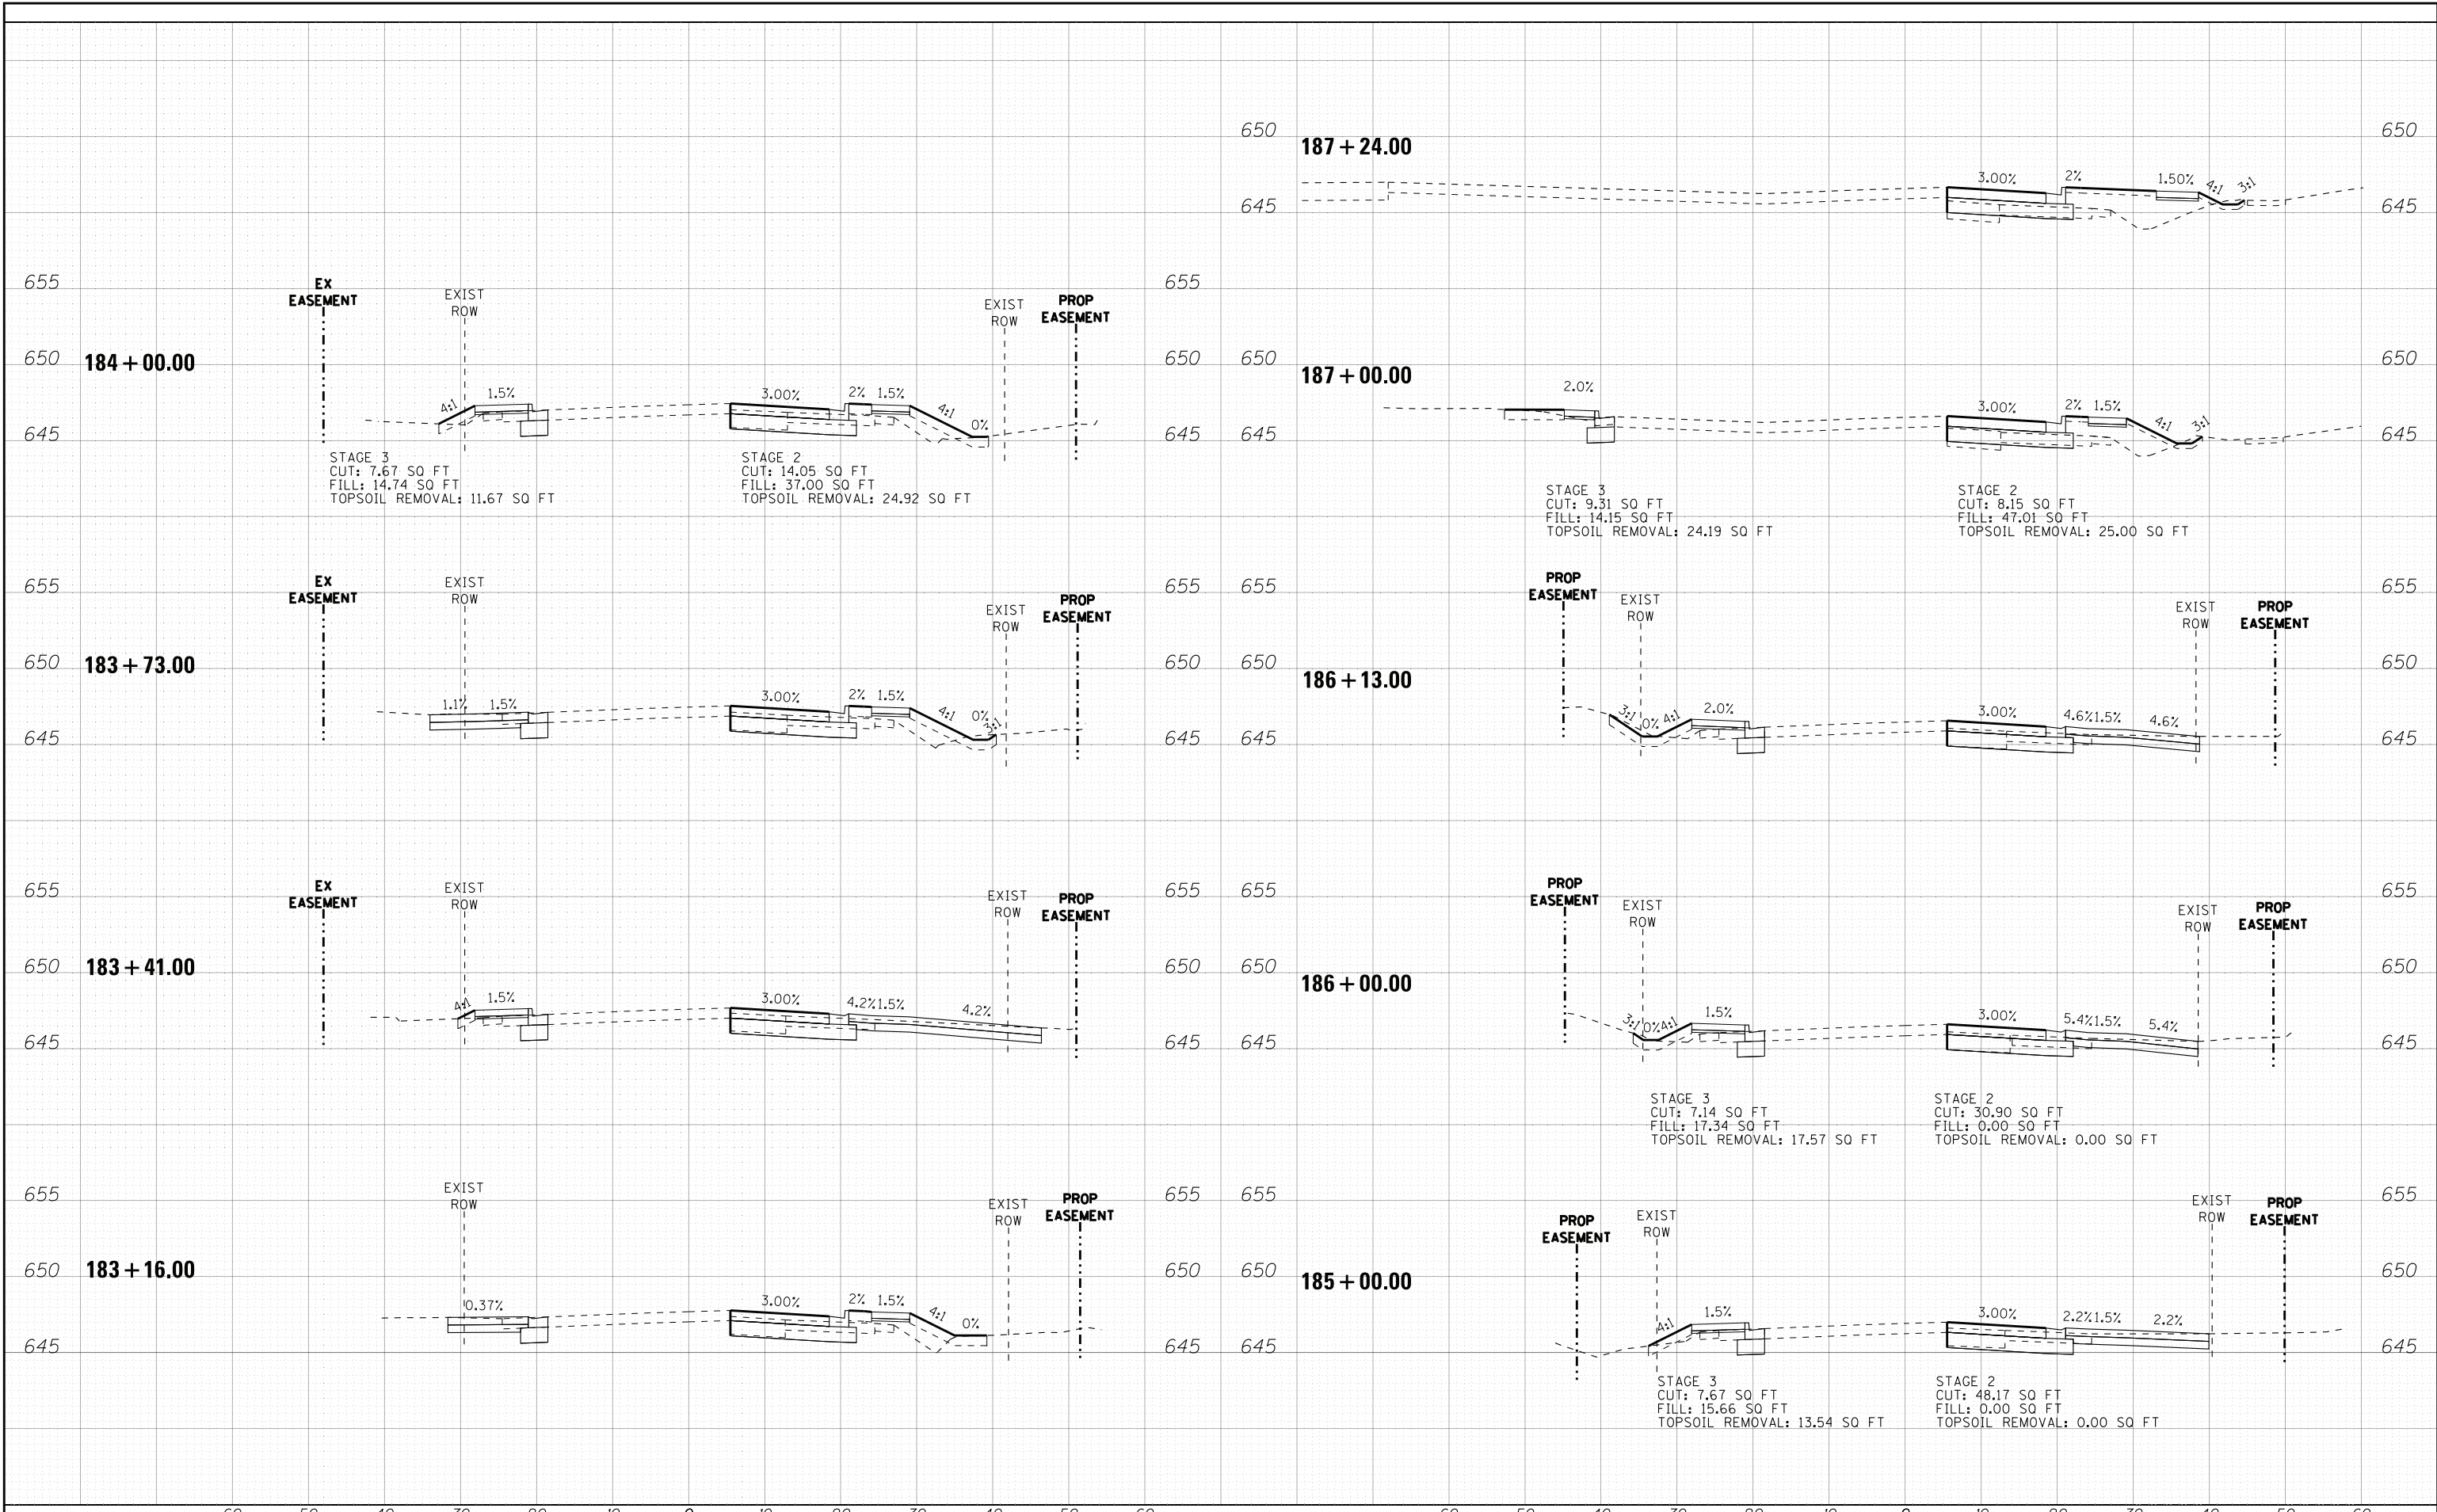 650
187+24.00
650
3.00%
2%
1.50%
4:1
3:1
645
645
655
EX
EASEMENT
EXIST
ROW
EXIST
ROW
PROP
EASEMENT
655
655
650
184+00.00
650
4:1
1.5%
3.00%
2%
1.5%
4:1
0%
645
645
STAGE 3
CUT: 7.67 SQ FT
FILL: 14.74 SQ FT
TOPSOIL REMOVAL: 11.67 SQ FT
STAGE 2
CUT: 14.05 SQ FT
FILL: 37.00 SQ FT
TOPSOIL REMOVAL: 24.92 SQ FT
650
187+00.00
650
2.0%
3.00%
2%
1.5%
4:1
3:1
645
645
STAGE 3
CUT: 9.31 SQ FT
FILL: 14.15 SQ FT
TOPSOIL REMOVAL: 24.19 SQ FT
STAGE 2
CUT: 8.15 SQ FT
FILL: 47.01 SQ FT
TOPSOIL REMOVAL: 25.00 SQ FT
655
EX
EASEMENT
EXIST
ROW
EXIST
ROW
PROP
EASEMENT
655
650
183+73.00
650
1.1%
1.5%
3.00%
2%
1.5%
4:1
0%
3:1
645
645
655
PROP
EASEMENT
EXIST
ROW
EXIST
ROW
PROP
EASEMENT
655
650
186+13.00
650
3:1
0%
4:1
2.0%
3.00%
4.6%
1.5%
4.6%
645
645
655
EX
EASEMENT
EXIST
ROW
EXIST
ROW
PROP
EASEMENT
655
650
183+41.00
650
4:1
1.5%
3.00%
4.2%
1.5%
4.2%
645
645
655
PROP
EASEMENT
EXIST
ROW
EXIST
ROW
PROP
EASEMENT
655
650
186+00.00
650
3:1
0%
4:1
1.5%
3.00%
5.4%
1.5%
5.4%
645
645
STAGE 3
CUT: 7.14 SQ FT
FILL: 17.34 SQ FT
TOPSOIL REMOVAL: 17.57 SQ FT
STAGE 2
CUT: 30.90 SQ FT
FILL: 0.00 SQ FT
TOPSOIL REMOVAL: 0.00 SQ FT
655
EXIST
ROW
EXIST
ROW
PROP
EASEMENT
655
650
183+16.00
650
0.37%
3.00%
2%
1.5%
4:1
0%
645
645
655
PROP
EASEMENT
EXIST
ROW
EXIST
ROW
PROP
EASEMENT
655
650
185+00.00
650
4:1
1.5%
3.00%
2.2%
1.5%
2.2%
645
645
STAGE 3
CUT: 7.67 SQ FT
FILL: 15.66 SQ FT
TOPSOIL REMOVAL: 13.54 SQ FT
STAGE 2
CUT: 48.17 SQ FT
FILL: 0.00 SQ FT
TOPSOIL REMOVAL: 0.00 SQ FT